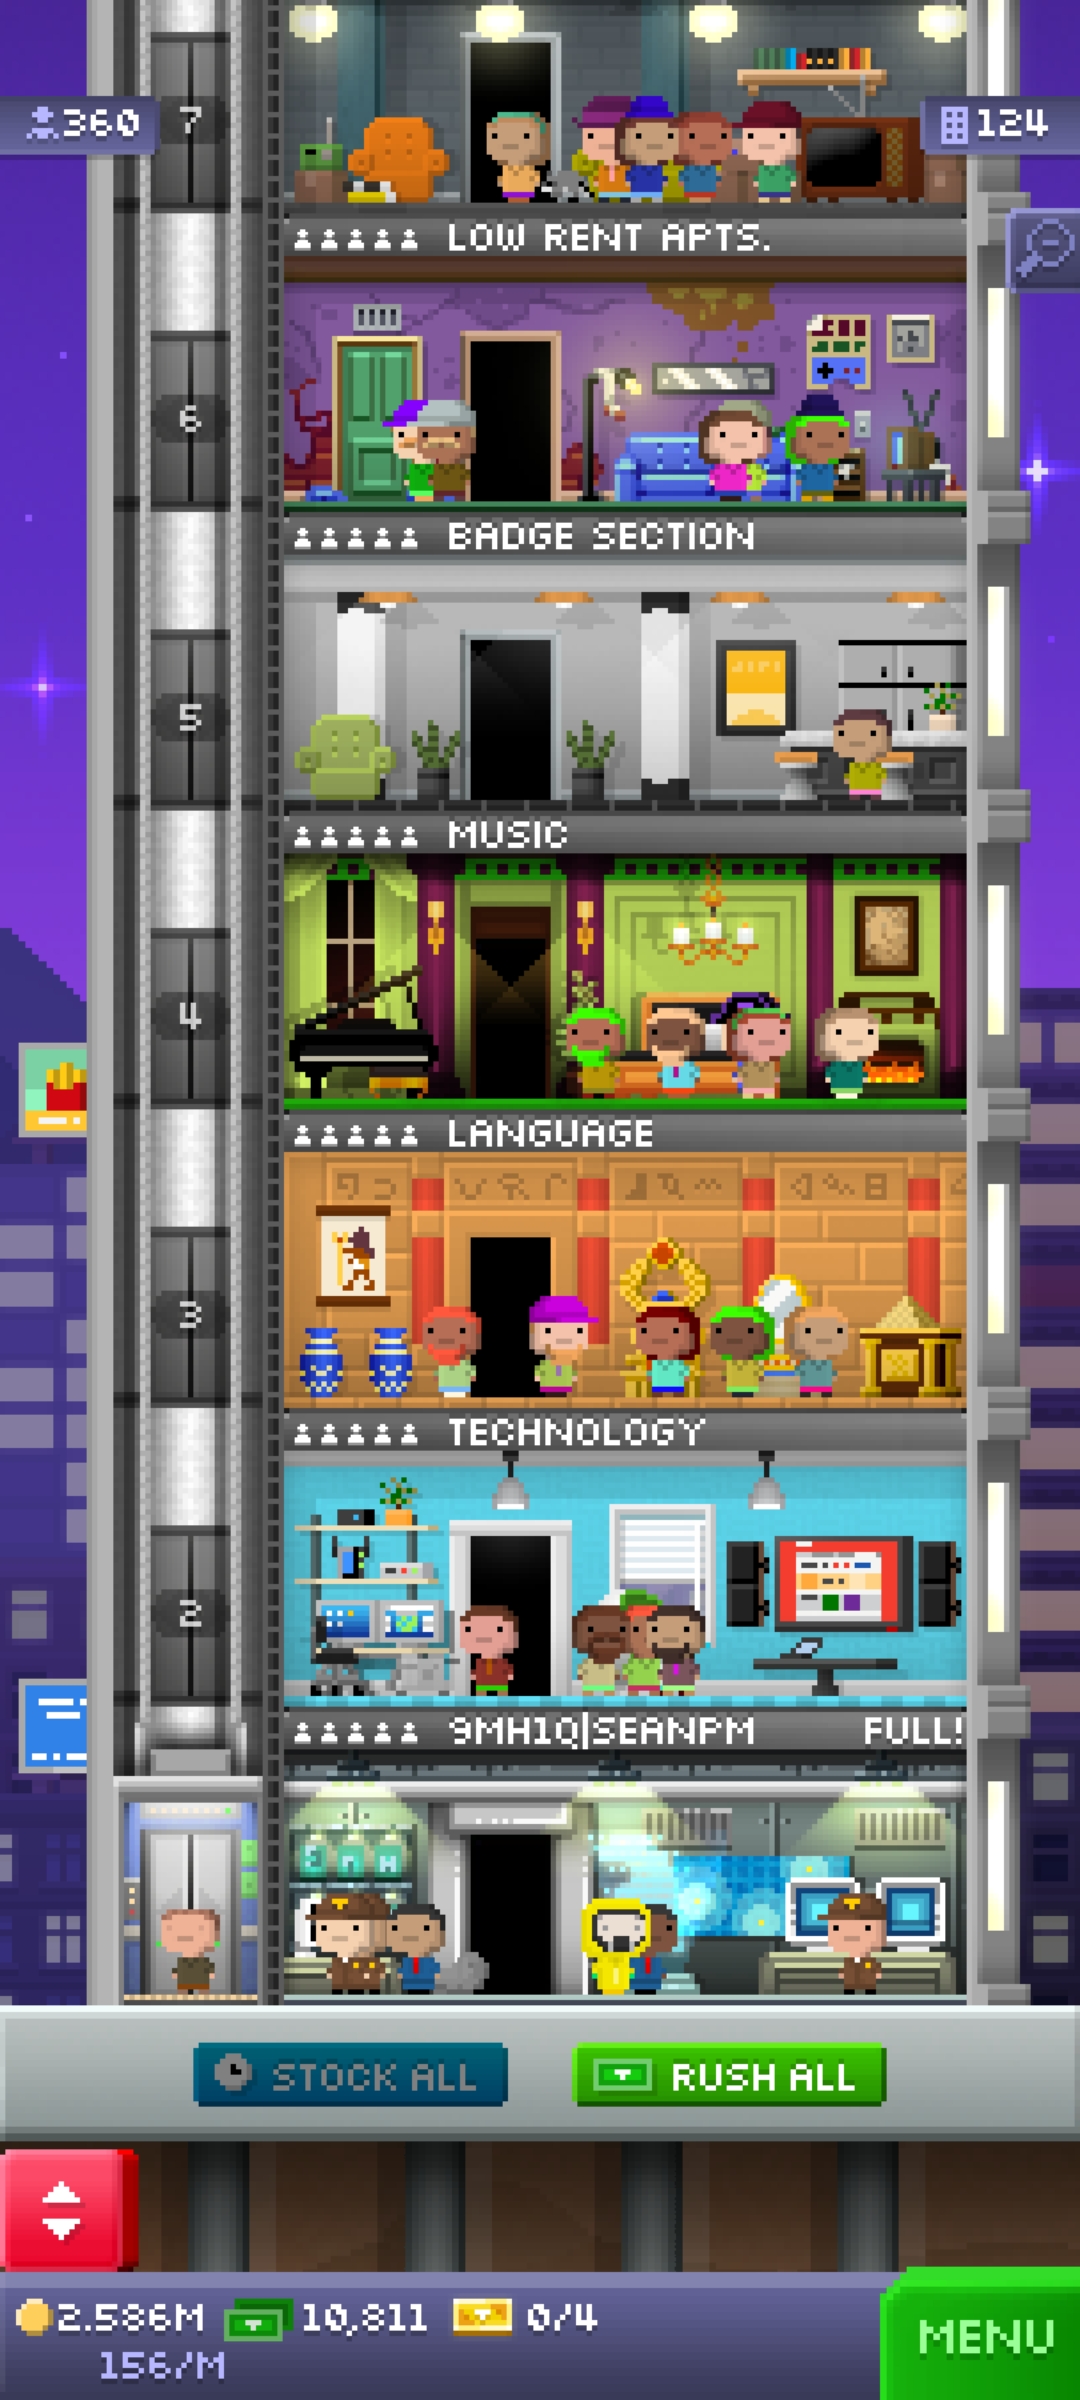 360
7
124
LOW RENT APTS.
6
BADGE SECTION
5
MUSIC
4
LANGUAGE
3
TECHNOLOGY
2
9MH1Q|SEANPM FULL!
STOCK ALL
RUSH ALL
2.586M 10,811 0/4
156/M
MENU